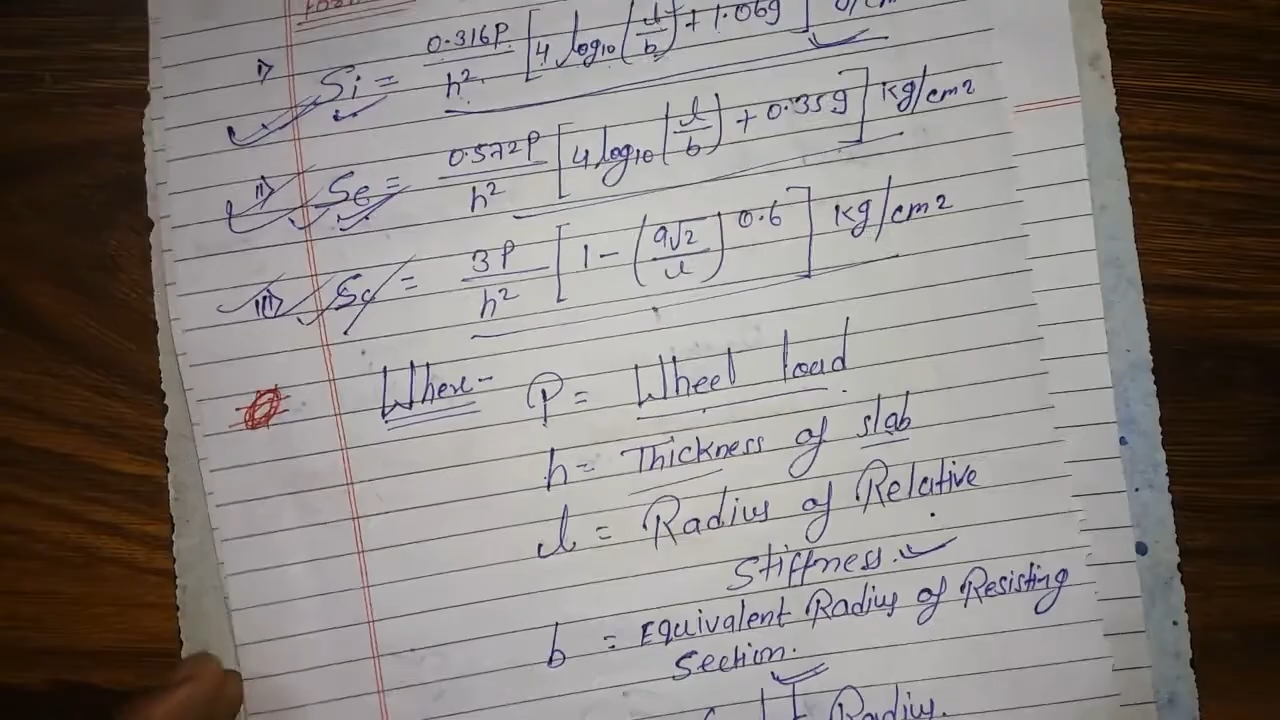 i) Si = 0.316P / h² [4 log10 (l/b) + 1.069]
ii) Se = 0.572P / h² [4 log10 (l/b) + 0.359] Kg/cm2
iii) Sc = 3P / h² [1 - (a√2 / l) 0.6] Kg/cm2
Where- P = Wheel load
h = Thickness of slab
l = Radius of Relative
Stiffness.
b = Equivalent Radius of Resisting
Section.
Radius.